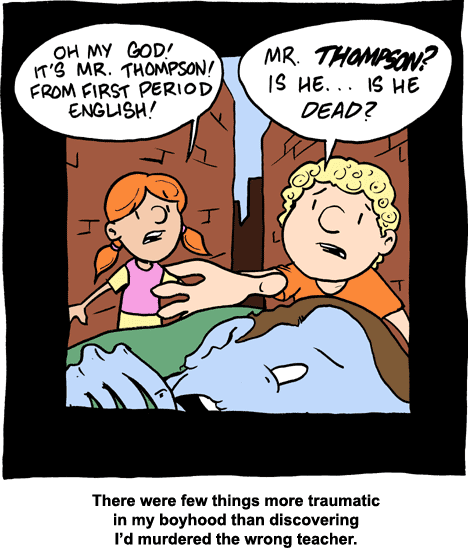 OH MY GOD!
IT'S MR. THOMPSON!
FROM FIRST PERIOD
ENGLISH!
MR. THOMPSON?
IS HE... IS HE
DEAD?
There were few things more traumatic
in my boyhood than discovering
I'd murdered the wrong teacher.